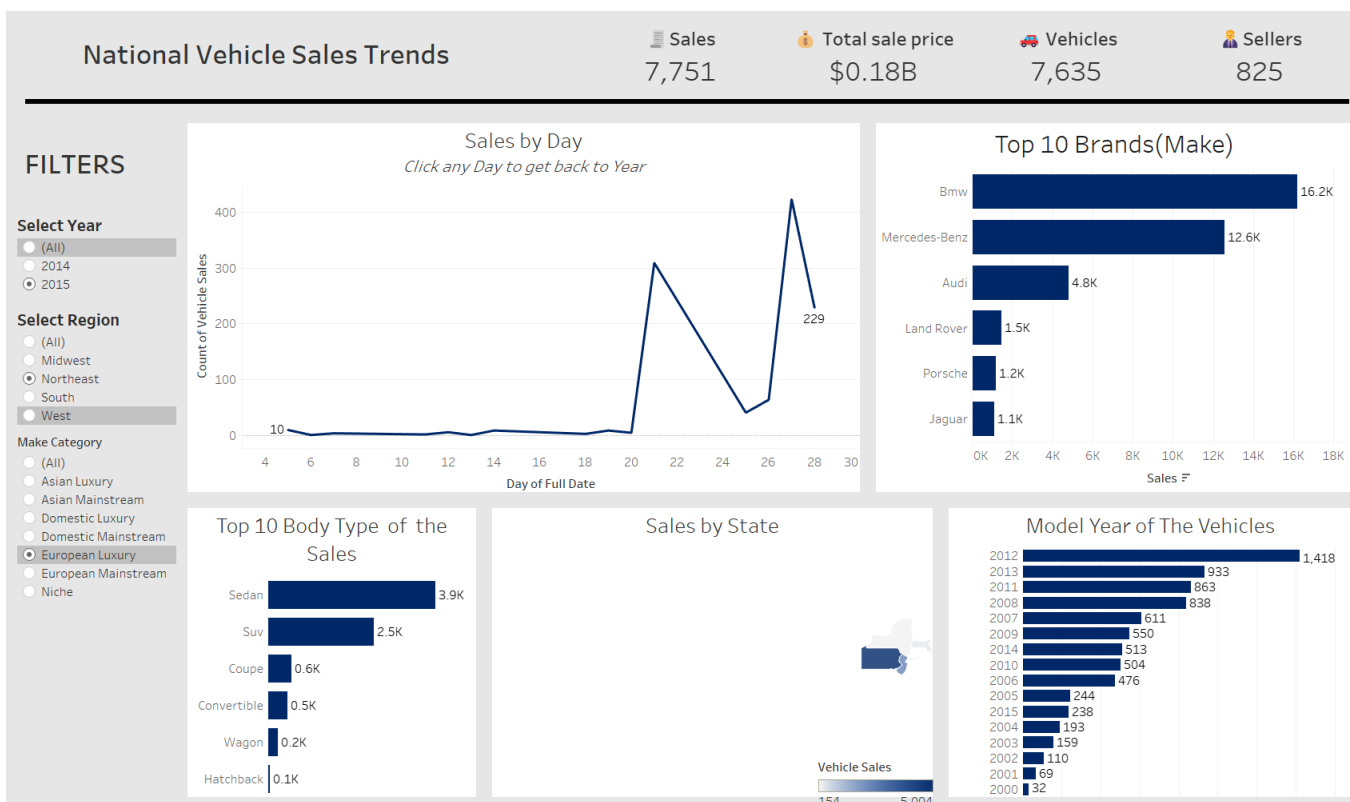 National Vehicle Sales Trends
Sales
7,751
Total sale price
$0.18B
Vehicles
7,635
Sellers
825
FILTERS
Select Year
(All)
2014
2015
Select Region
(All)
Midwest
Northeast
South
West
Make Category
(All)
Asian Luxury
Asian Mainstream
Domestic Luxury
Domestic Mainstream
European Luxury
European Mainstream
Niche
Sales by Day
Click any Day to get back to Year
Count of Vehicle Sales
400
300
200
100
0
10
229
4 6 8 10 12 14 16 18 20 22 24 26 28 30
Day of Full Date
Top 10 Brands(Make)
Bmw 16.2K
Mercedes-Benz 12.6K
Audi 4.8K
Land Rover 1.5K
Porsche 1.2K
Jaguar 1.1K
0K 2K 4K 6K 8K 10K 12K 14K 16K 18K
Sales
Top 10 Body Type of the
Sales
Sedan 3.9K
Suv 2.5K
Coupe 0.6K
Convertible 0.5K
Wagon 0.2K
Hatchback 0.1K
Sales by State
Vehicle Sales
154 5,004
Model Year of The Vehicles
2012 1,418
2013 933
2011 863
2008 838
2007 611
2009 550
2014 513
2010 504
2006 476
2005 244
2015 238
2004 193
2003 159
2002 110
2001 69
2000 32